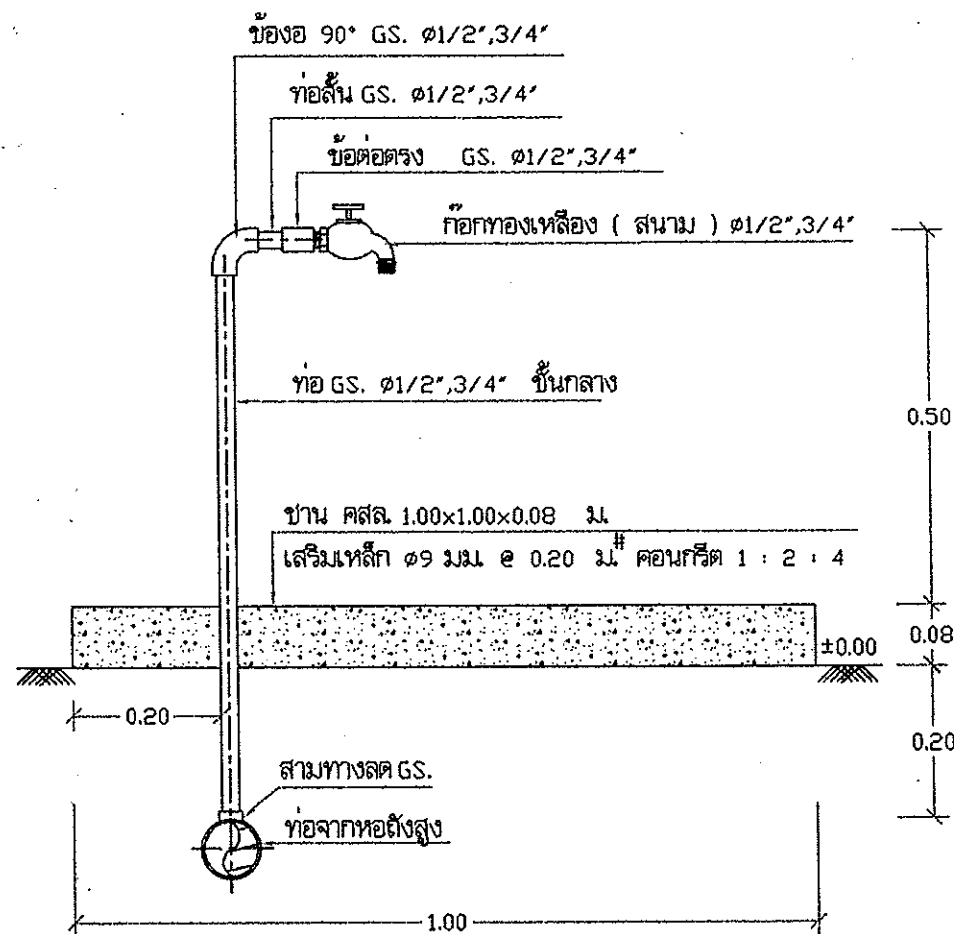 ข้องอ 90° GS. ø1/2",3/4"
ท่อสั้น GS. ø1/2",3/4"
ข้อต่อตรง GS. ø1/2",3/4"
ก๊อกทองเหลือง ( สนาม ) ø1/2",3/4"
ท่อ GS. ø1/2",3/4" ชั้นกลาง
0.50
ชาน คสล. 1.00x1.00x0.08 ม.
เสริมเหล็ก ø9 มม. @ 0.20 ม.# คอนกรีต 1 : 2 : 4
±0.00
0.08
0.20
0.20
สามทางลด GS.
ท่อจากหอถังสูง
1.00